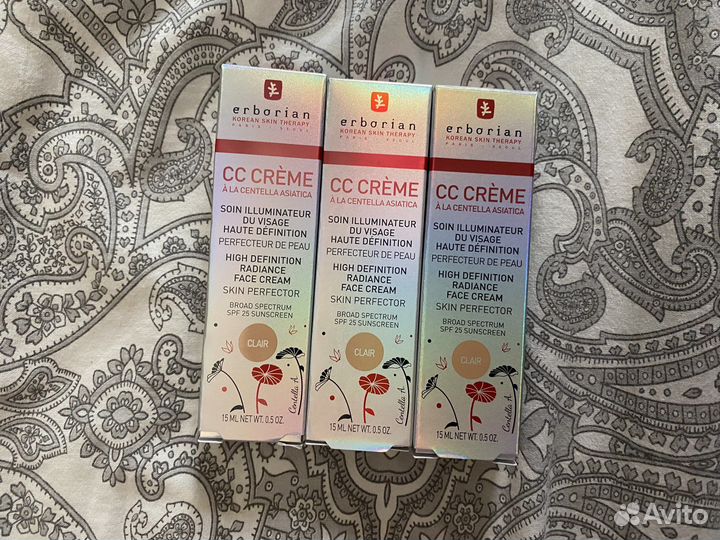 erborian
KOREAN SKIN THERAPY
PARIS - SEOUL
CC CRÈME
À LA CENTELLA ASIATICA
SOIN ILLUMINATEUR
DU VISAGE
HAUTE DÉFINITION
PERFECTEUR DE PEAU
HIGH DEFINITION
RADIANCE
FACE CREAM
SKIN PERFECTOR
BROAD SPECTRUM
SPF 25 SUNSCREEN
CLAIR
Centella A.
15 ML NET WT. 0.5 OZ.
erborian
KOREAN SKIN THERAPY
PARIS - SEOUL
CC CRÈME
À LA CENTELLA ASIATICA
SOIN ILLUMINATEUR
DU VISAGE
HAUTE DÉFINITION
PERFECTEUR DE PEAU
HIGH DEFINITION
RADIANCE
FACE CREAM
SKIN PERFECTOR
BROAD SPECTRUM
SPF 25 SUNSCREEN
CLAIR
Centella A.
15 ML NET WT. 0.5 OZ.
erborian
KOREAN SKIN THERAPY
PARIS - SEOUL
CC CRÈME
À LA CENTELLA ASIATICA
SOIN ILLUMINATEUR
DU VISAGE
HAUTE DÉFINITION
PERFECTEUR DE PEAU
HIGH DEFINITION
RADIANCE
FACE CREAM
SKIN PERFECTOR
BROAD SPECTRUM
SPF 25 SUNSCREEN
CLAIR
Centella A.
15 ML NET WT. 0.5 OZ.
Avito